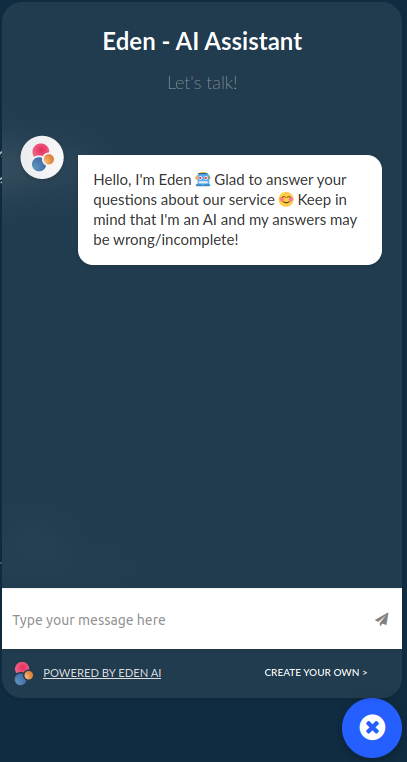 Eden - AI Assistant
Let's talk!
Hello, I'm Eden 🤖 Glad to answer your
questions about our service 😊 Keep in
mind that I'm an AI and my answers may
be wrong/incomplete!
Type your message here
POWERED BY EDEN AI
CREATE YOUR OWN >